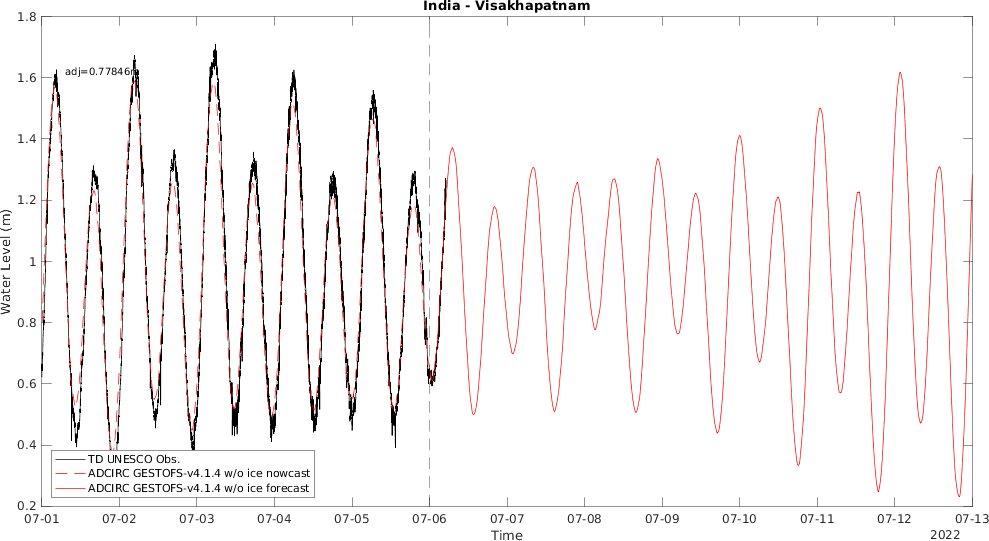 India - Visakhapatnam
1.8
1.6
1.4
1.2
1
0.8
0.6
0.4
0.2
Water Level (m)
adj=0.77846m
TD UNESCO Obs.
ADCIRC GESTOFS-v4.1.4 w/o ice nowcast
ADCIRC GESTOFS-v4.1.4 w/o ice forecast
07-01 07-02 07-03 07-04 07-05 07-06 07-07 07-08 07-09 07-10 07-11 07-12 07-13
Time
2022